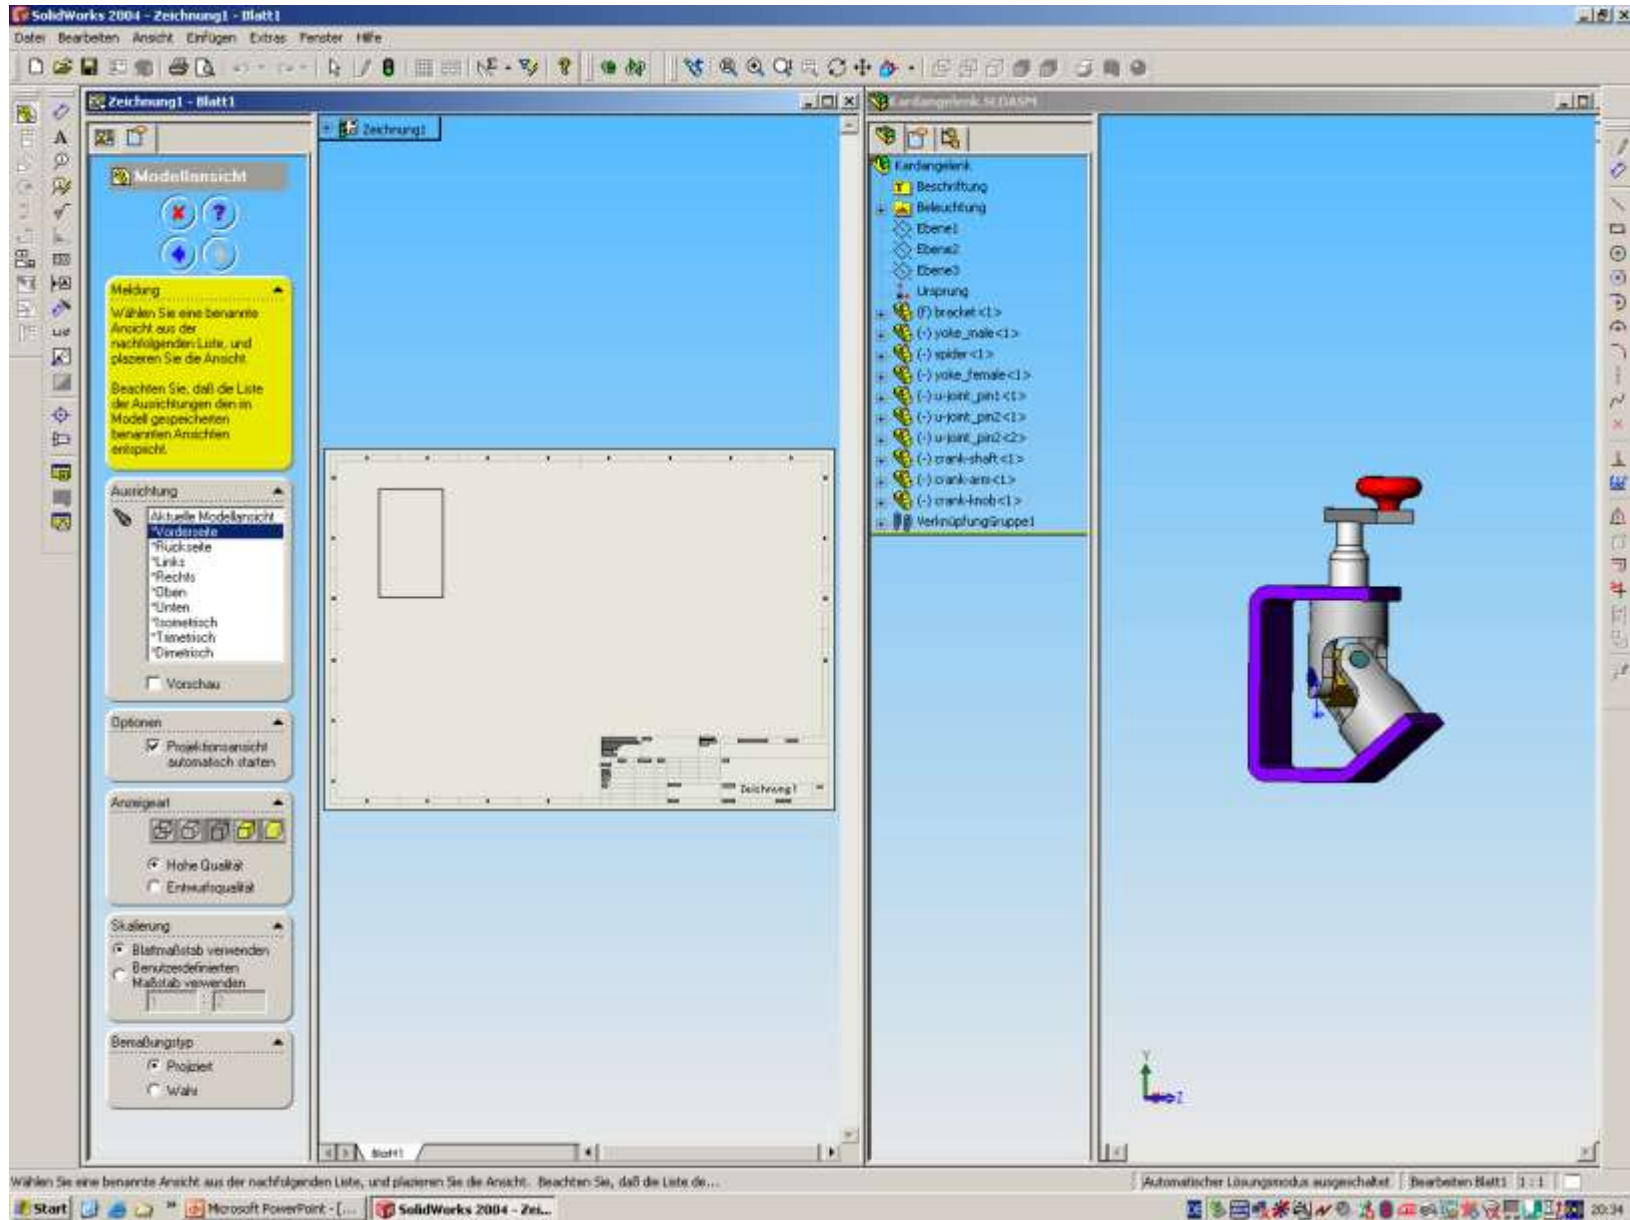 SolidWorks 2004 - Zeichnung1 - Blatt1
Datei Bearbeiten Ansicht Einfügen Extras Fenster Hilfe
Zeichnung1 - Blatt1
Zeichnung1
Modellansicht
Meldung
Wählen Sie eine benannte
Ansicht aus der
nachfolgenden Liste, und
plazieren Sie die Ansicht.
Beachten Sie, daß die Liste
der Ausrichtungen den im
Modell gespeicherten
benannten Ansichten
entspricht.
Ausrichtung
Aktuelle Modellansicht
*Vorderseite
*Rückseite
*Links
*Rechts
*Oben
*Unten
*Isometrisch
*Trimetrisch
*Dimetrisch
Vorschau
Optionen
Projektionsansicht
automatisch starten
Anzeigeart
Hohe Qualität
Entwurfsqualität
Skalierung
Blattmaßstab verwenden
Benutzerdefinierten
Maßstab verwenden
1 : 2
Bemaßungstyp
Projiziert
Wahr
Zeichnung1
Blatt1
Kardangelenk.SLDASM
Kardangelenk
Beschriftung
Beleuchtung
Ebene1
Ebene2
Ebene3
Ursprung
(F) bracket<1>
(-) yoke_male<1>
(-) spider<1>
(-) yoke_female<1>
(-) u-joint_pin1<1>
(-) u-joint_pin2<1>
(-) u-joint_pin2<2>
(-) crank-shaft<1>
(-) crank-arm<1>
(-) crank-knob<1>
VerknüpfungGruppe1
Y
Z
Wählen Sie eine benannte Ansicht aus der nachfolgenden Liste, und plazieren Sie die Ansicht. Beachten Sie, daß die Liste de...
Automatischer Lösungsmodus ausgeschaltet Bearbeiten Blatt1 1 : 1
Start Microsoft PowerPoint - [... SolidWorks 2004 - Zei... DE 20:34